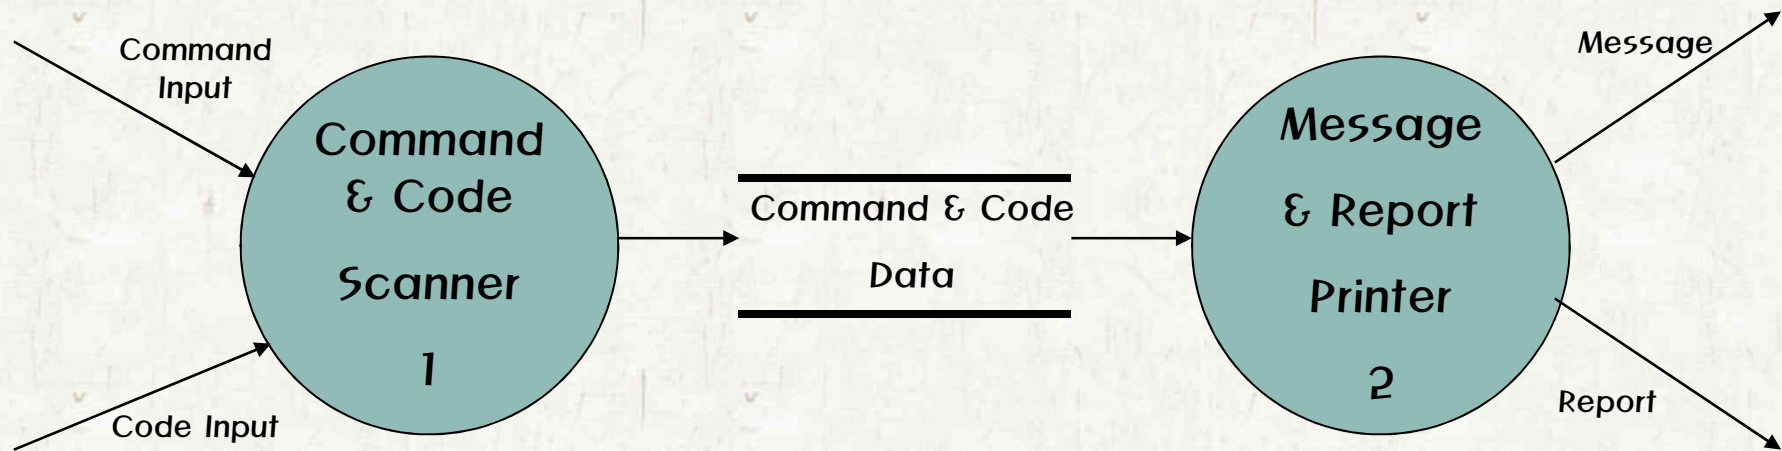 Command
Input
Command
& Code
Scanner
1
Code Input
Command & Code
Data
Message
& Report
Printer
2
Message
Report